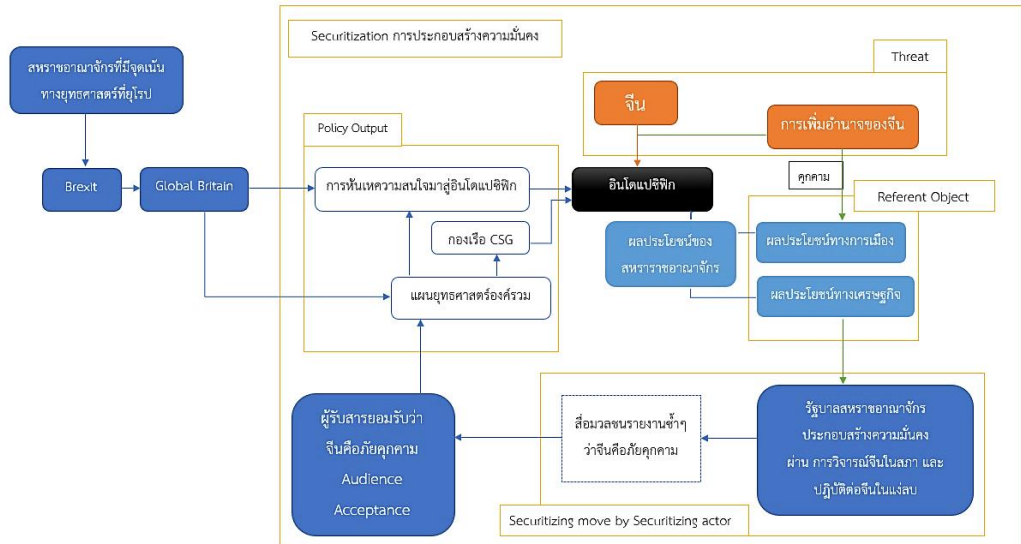 Securitization การประกอบสร้างความมั่นคง
Threat
สหราชอาณาจักรที่มีจุดเน้น
ทางยุทธศาสตร์ที่ยุโรป
จีน
การเพิ่มอำนาจของจีน
Policy Output
คุกคาม
Brexit
Global Britain
การหันเหความสนใจมาสู่อินโดแปซิฟิก
อินโดแปซิฟิก
Referent Object
กองเรือ CSG
ผลประโยชน์ของ
สหราราชอาณาจักร
ผลประโยชน์ทางการเมือง
แผนยุทธศาสตร์องค์รวม
ผลประโยชน์ทางเศรษฐกิจ
ผู้รับสารยอมรับว่า
จีนคือภัยคุกคาม
Audience
Acceptance
สื่อมวลชนรายงานซ้ำๆ
ว่าจีนคือภัยคุกคาม
รัฐบาลสหราชอาณาจักร
ประกอบสร้างความมั่นคง
ผ่าน การวิจารณ์จีนในสภา และ
ปฏิบัติต่อจีนในแง่ลบ
Securitizing move by Securitizing actor